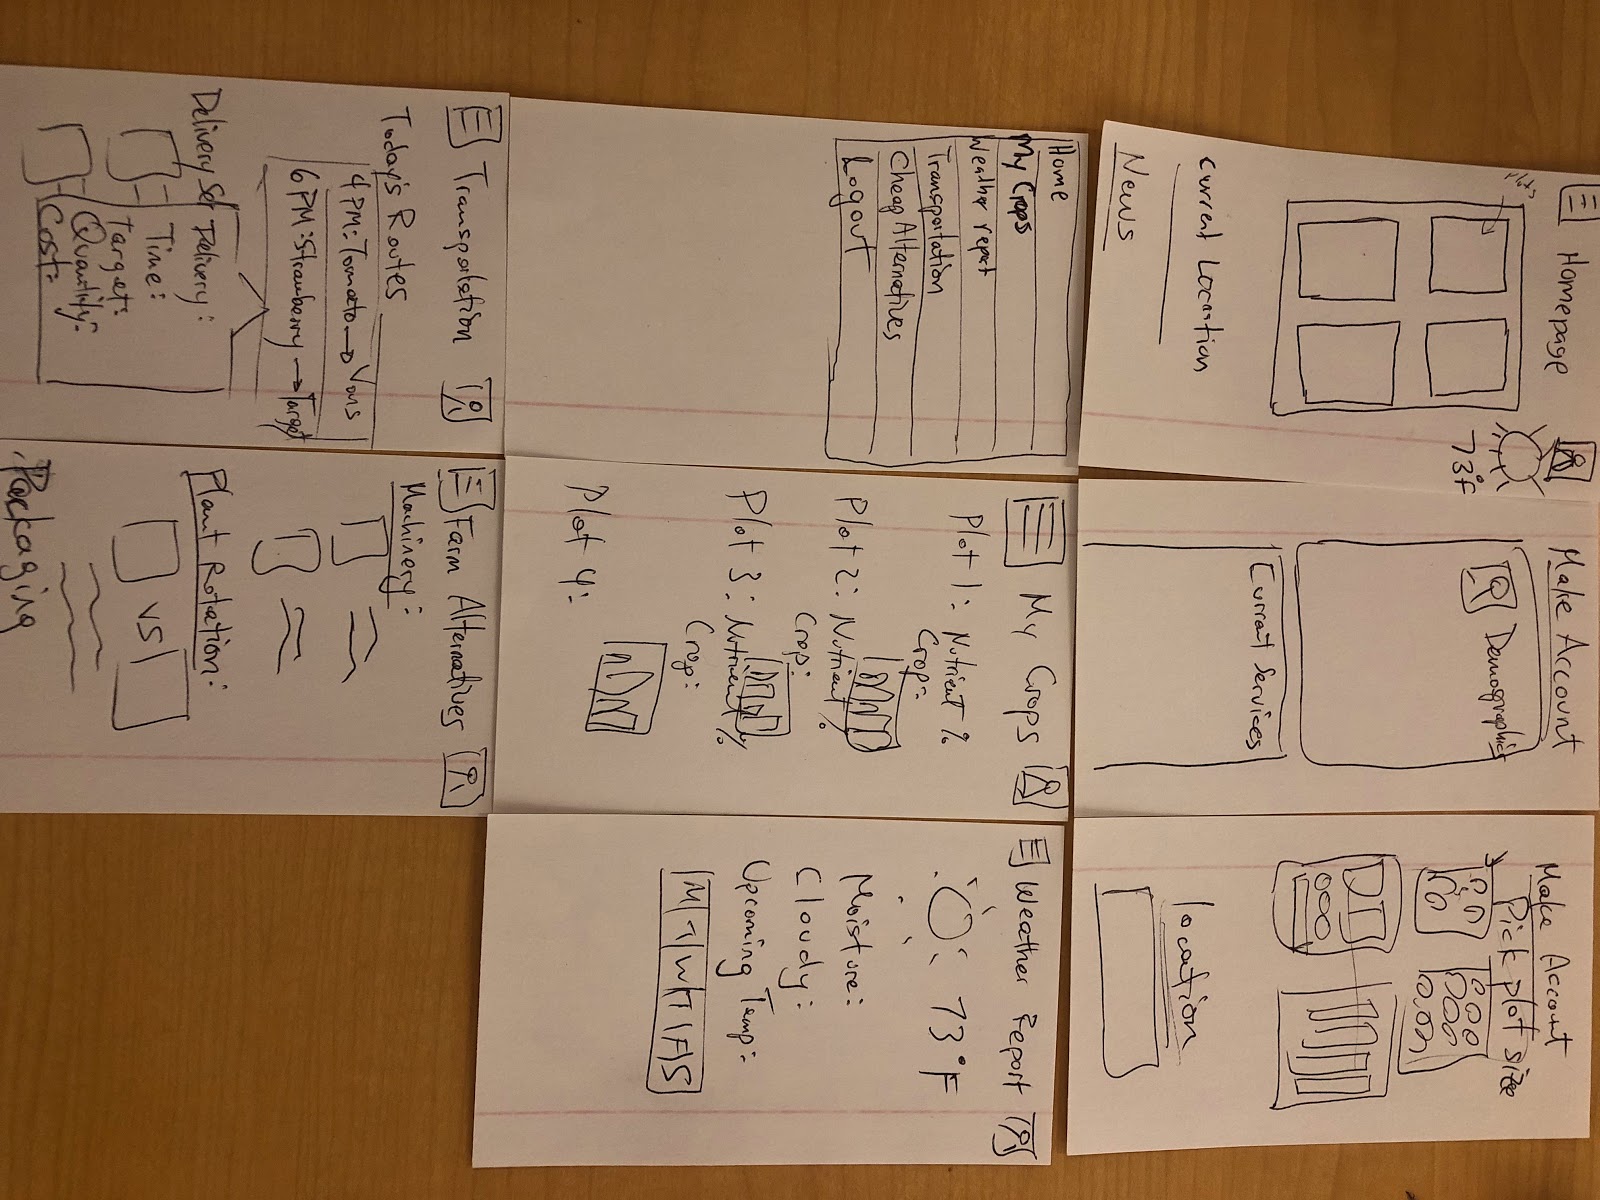 Homepage
Plots
73°F
Current Location
News
Make Account
Demographics
Current Services
Make Account
Pick plot size
location
Home
My Crops
Weather report
Transportation
Cheap Alternatives
Logout
My Crops
Plot 1: Nutrient %
Crop:
Plot 2: Nutrient %
Crop:
Plot 3: Nutrient %
Crop:
Plot 4:
Weather Report
73°F
Moisture:
Cloudy:
Upcoming Temp:
M T W T F S
Transportation
Today's Routes
4 PM: Tomato → Vons
6 PM: Strawberry → Target
Delivery
Delivery:
Time:
Target:
Quantity:
Cost:
Farm Alternatives
Machinery:
Plant Rotation:
VS
Packaging